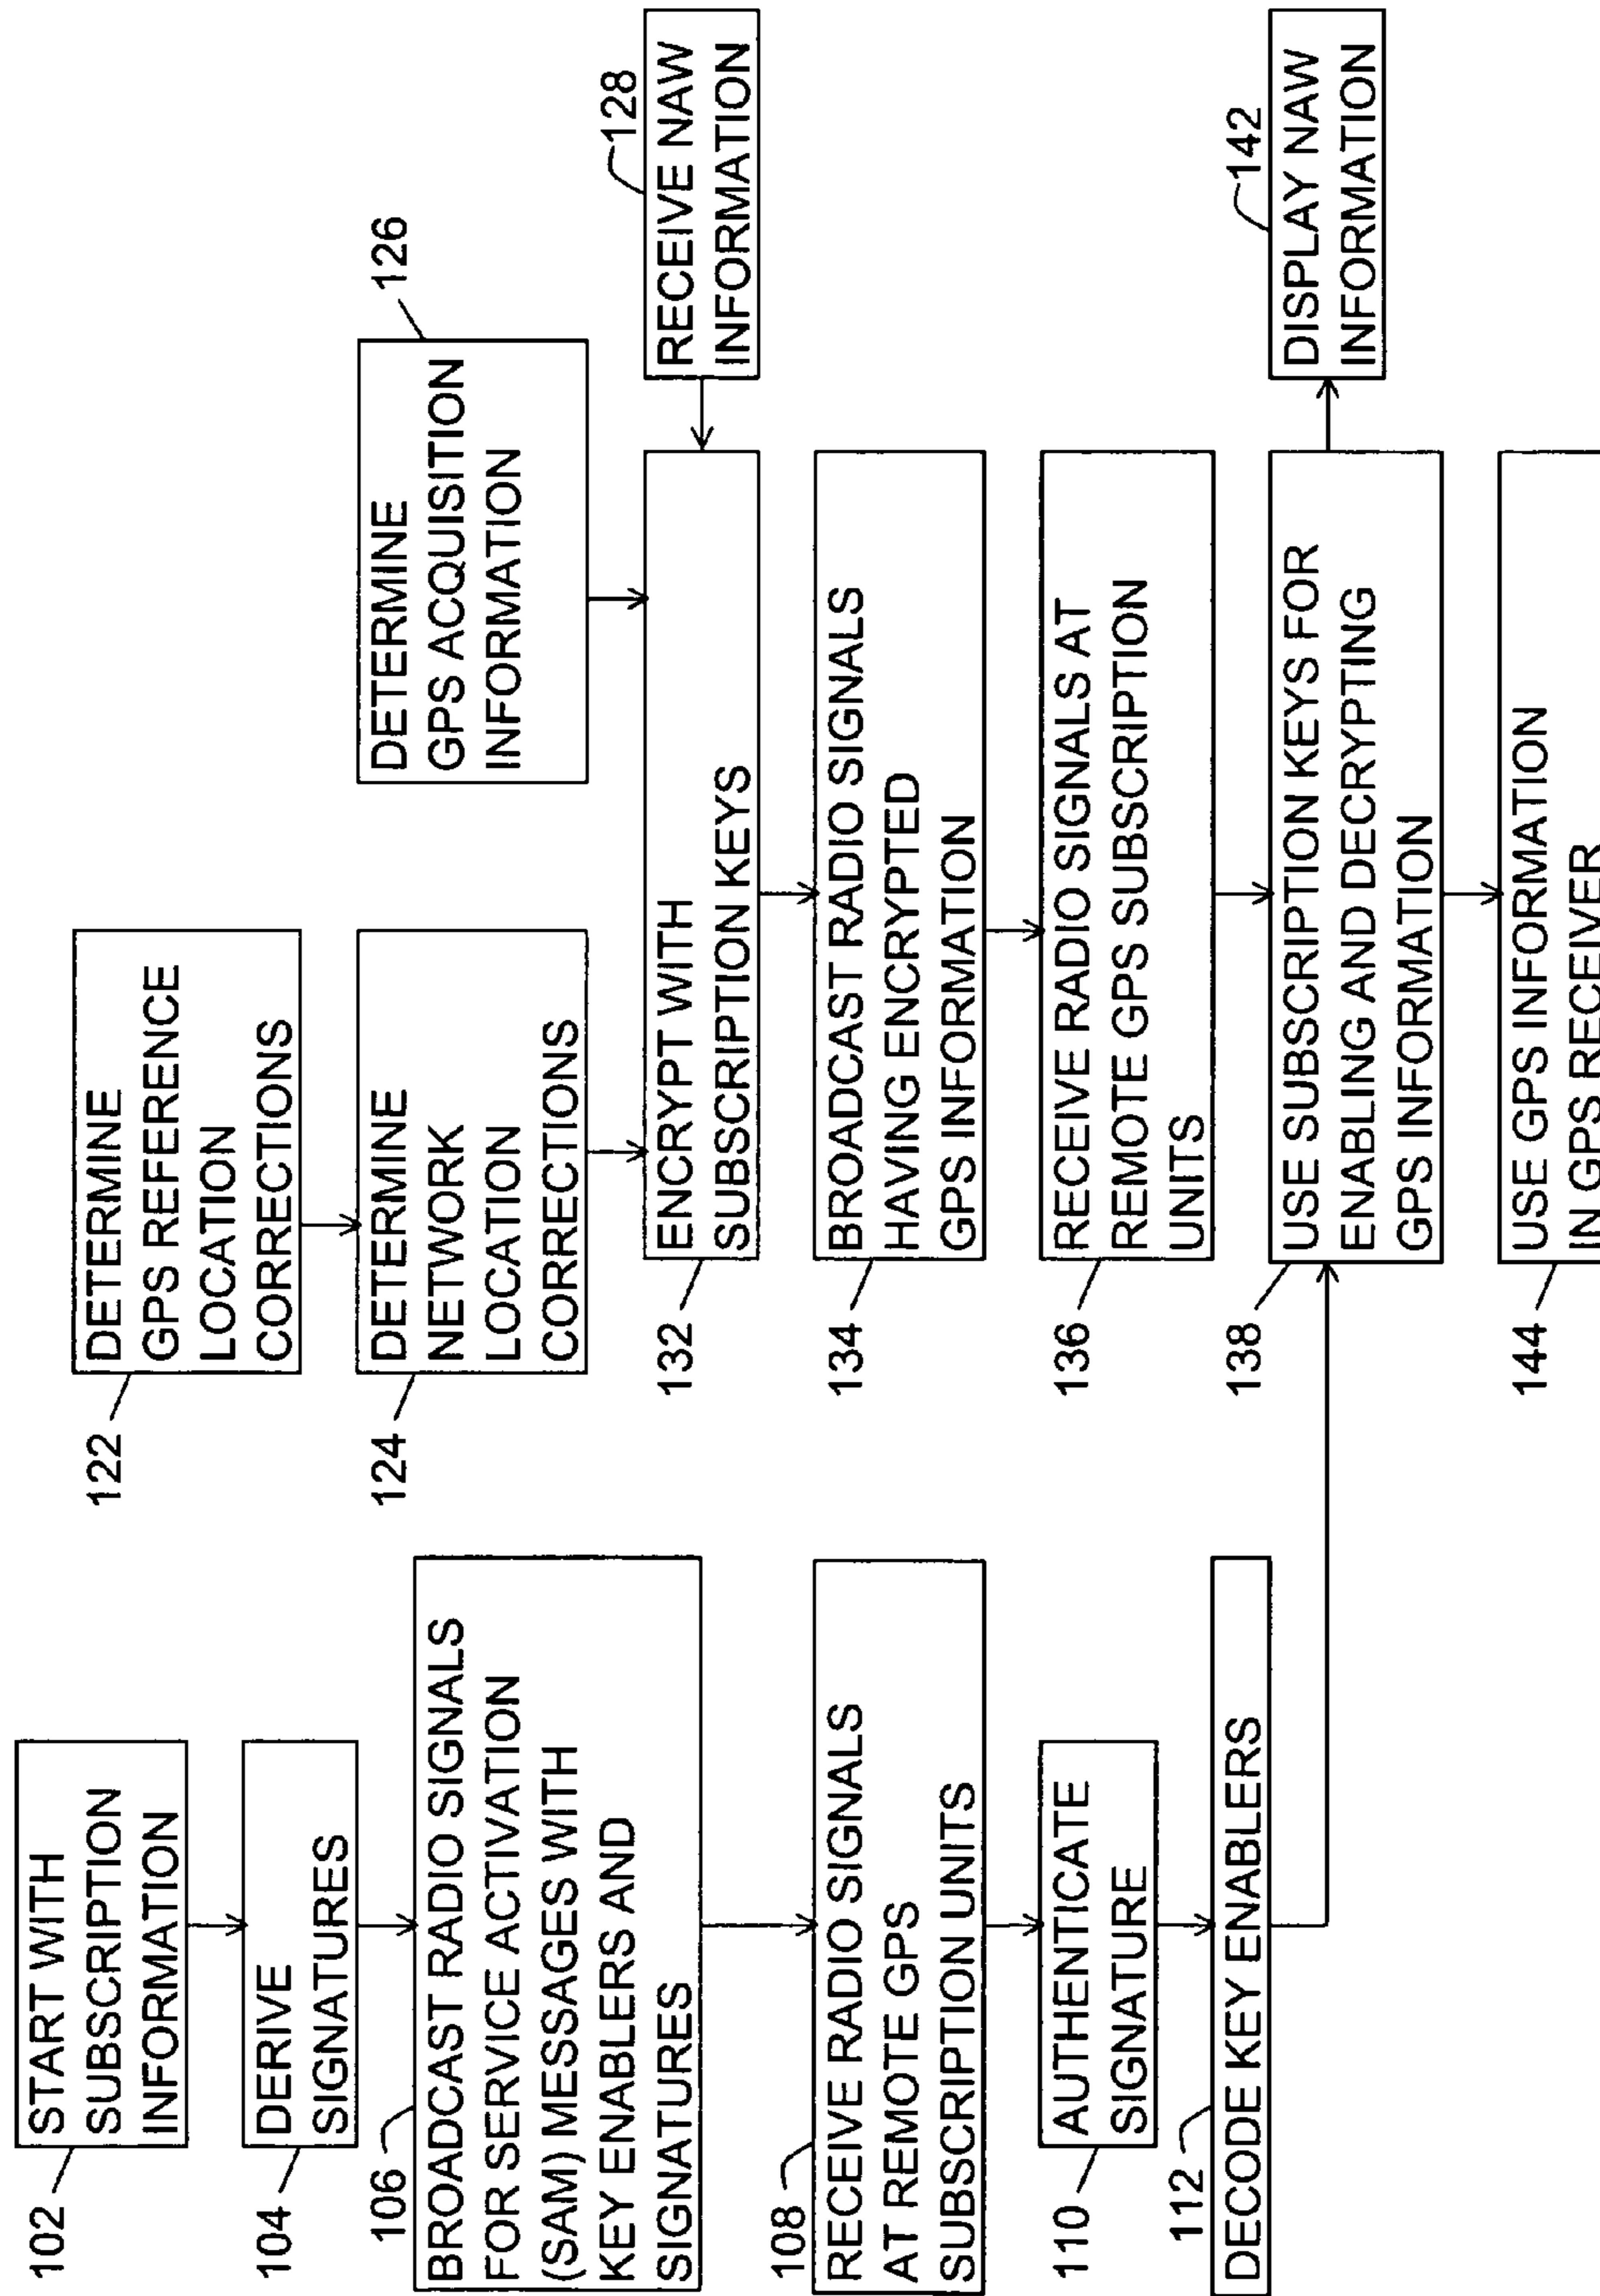 102
START WITH
SUBSCRIPTION
INFORMATION
104
DERIVE
SIGNATURES
106
BROADCAST RADIO SIGNALS
FOR SERVICE ACTIVATION
(SAM) MESSAGES WITH
KEY ENABLERS AND
SIGNATURES
108
RECEIVE RADIO SIGNALS
AT REMOTE GPS
SUBSCRIPTION UNITS
110
AUTHENTICATE
SIGNATURE
112
DECODE KEY ENABLERS
122
DETERMINE
GPS REFERENCE
LOCATION
CORRECTIONS
124
DETERMINE
NETWORK
LOCATION
CORRECTIONS
126
DETERMINE
GPS ACQUISITION
INFORMATION
128
RECEIVE NAW
INFORMATION
132
ENCRYPT WITH
SUBSCRIPTION KEYS
134
BROADCAST RADIO SIGNALS
HAVING ENCRYPTED
GPS INFORMATION
136
RECEIVE RADIO SIGNALS AT
REMOTE GPS SUBSCRIPTION
UNITS
138
USE SUBSCRIPTION KEYS FOR
ENABLING AND DECRYPTING
GPS INFORMATION
142
DISPLAY NAW
INFORMATION
144
USE GPS INFORMATION
IN GPS RECEIVER